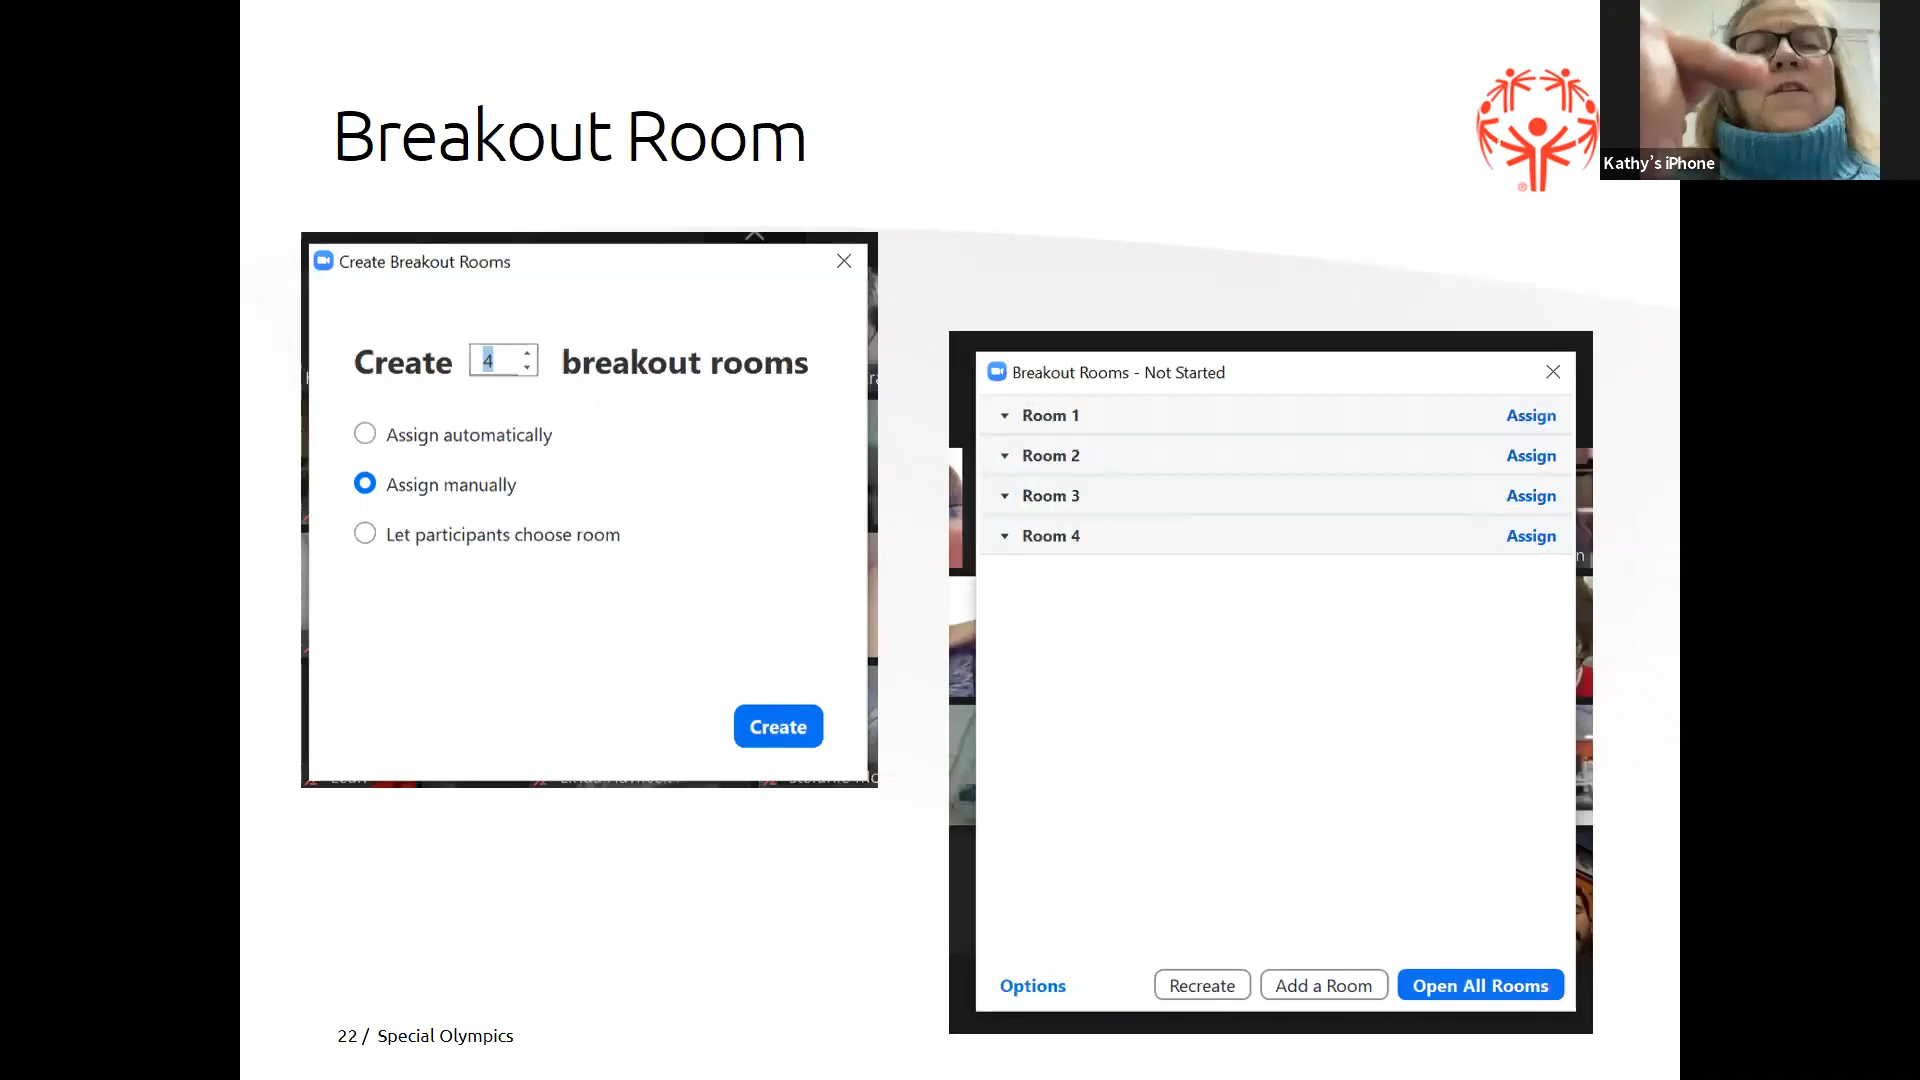 Breakout Room
Kathy's iPhone
Create Breakout Rooms
Create 4 breakout rooms
Assign automatically
Assign manually
Let participants choose room
Create
Breakout Rooms - Not Started
Room 1 Assign
Room 2 Assign
Room 3 Assign
Room 4 Assign
Options Recreate Add a Room Open All Rooms
22 / Special Olympics